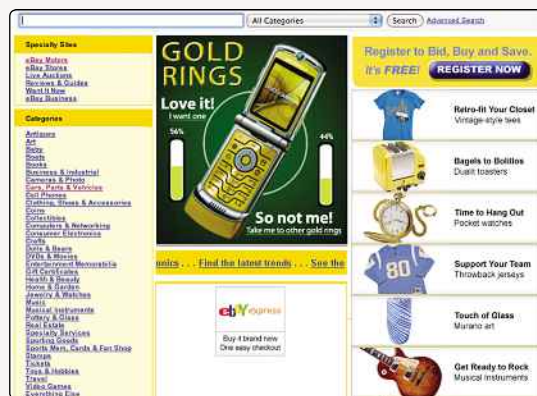 All Categories
Search
Advanced Search
Specialty Sites
eBay Motors
eBay Stores
Live Auctions
Reviews & Guides
Want It Now
eBay Business
Categories
Antiques
Art
Baby
Boats
Books
Business & Industrial
Cameras & Photo
Cars, Parts & Vehicles
Cell Phones
Clothing, Shoes & Accessories
Coins
Collectibles
Computers & Networking
Consumer Electronics
Crafts
Dolls & Bears
DVDs & Movies
Entertainment Memorabilia
Gift Certificates
Health & Beauty
Home & Garden
Jewelry & Watches
Music
Musical Instruments
Pottery & Glass
Real Estate
Specialty Services
Sporting Goods
Sports Mem, Cards & Fan Shop
Stamps
Tickets
Toys & Hobbies
Travel
Video Games
Everything Else
GOLD
RINGS
Love it!
I want one
56%
44%
So not me!
Take me to other gold rings
onics . . . Find the latest trends . . . See the
ebY express
Buy it brand new
One easy checkout
Register to Bid, Buy and Save.
It's FREE!
REGISTER NOW
Retro-fit Your Closet
Vintage-style tees
Bagels to Bolillos
Dualit toasters
Time to Hang Out
Pocket watches
80
Support Your Team
Throwback jerseys
Touch of Glass
Murano art
Get Ready to Rock
Musical Instruments